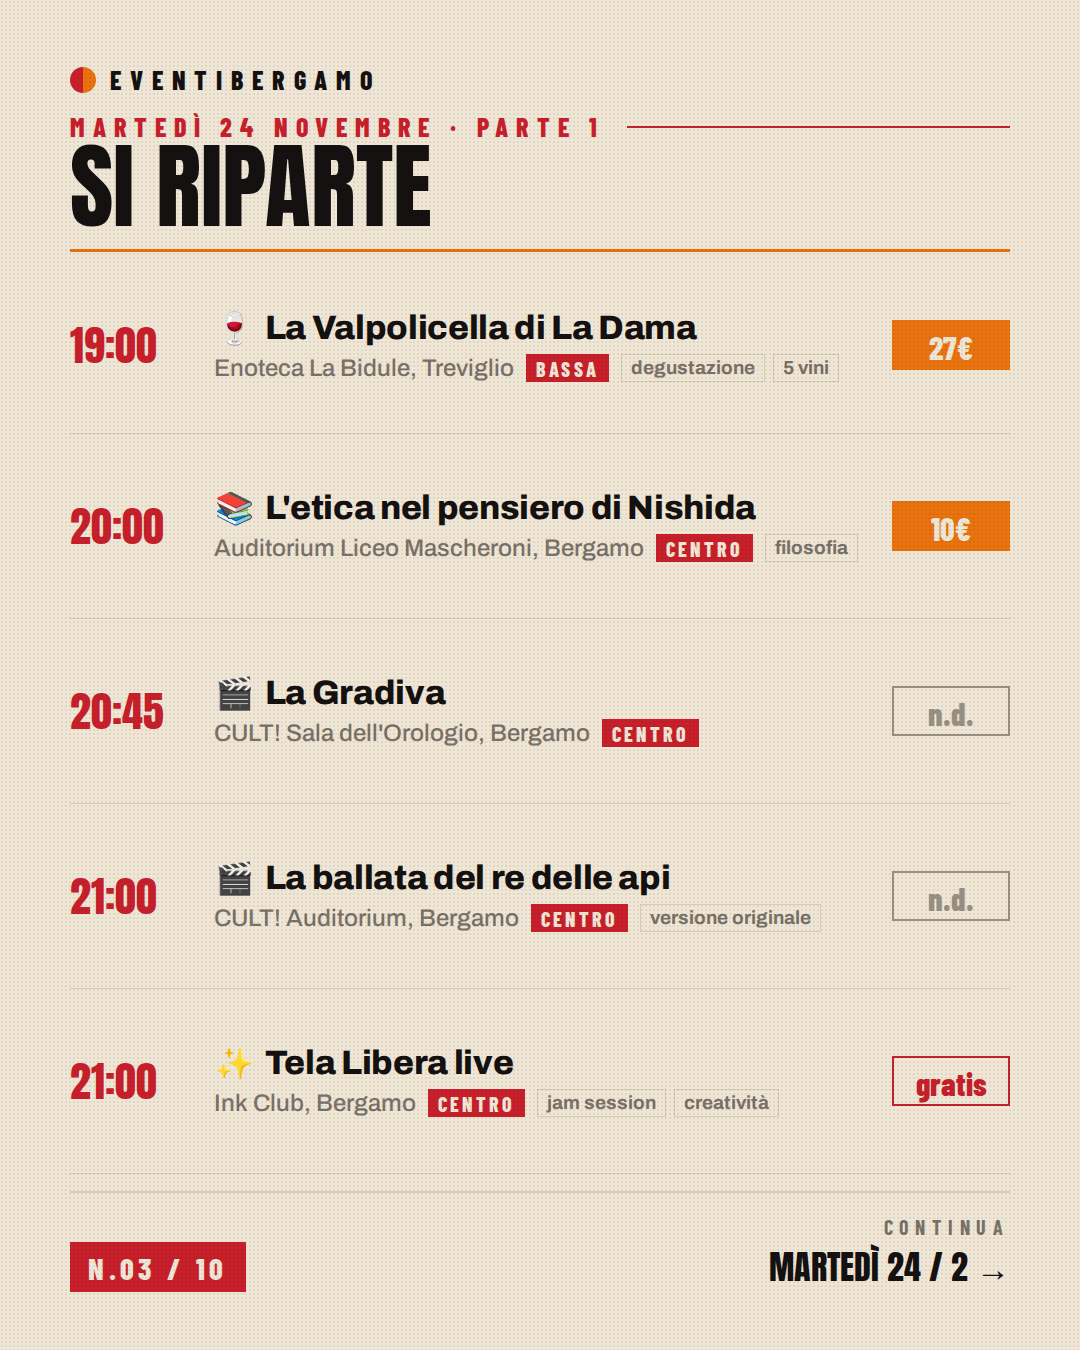 EVENTIBERGAMO
MARTEDÌ 24 NOVEMBRE · PARTE 1
SI RIPARTE
19:00
La Valpolicella di La Dama
Enoteca La Bidule, Treviglio BASSA degustazione 5 vini
27€
20:00
L'etica nel pensiero di Nishida
Auditorium Liceo Mascheroni, Bergamo CENTRO filosofia
10€
20:45
La Gradiva
CULT! Sala dell'Orologio, Bergamo CENTRO
n.d.
21:00
La ballata del re delle api
CULT! Auditorium, Bergamo CENTRO versione originale
n.d.
21:00
Tela Libera live
Ink Club, Bergamo CENTRO jam session creatività
gratis
N.03 / 10
CONTINUA
MARTEDÌ 24 / 2 →